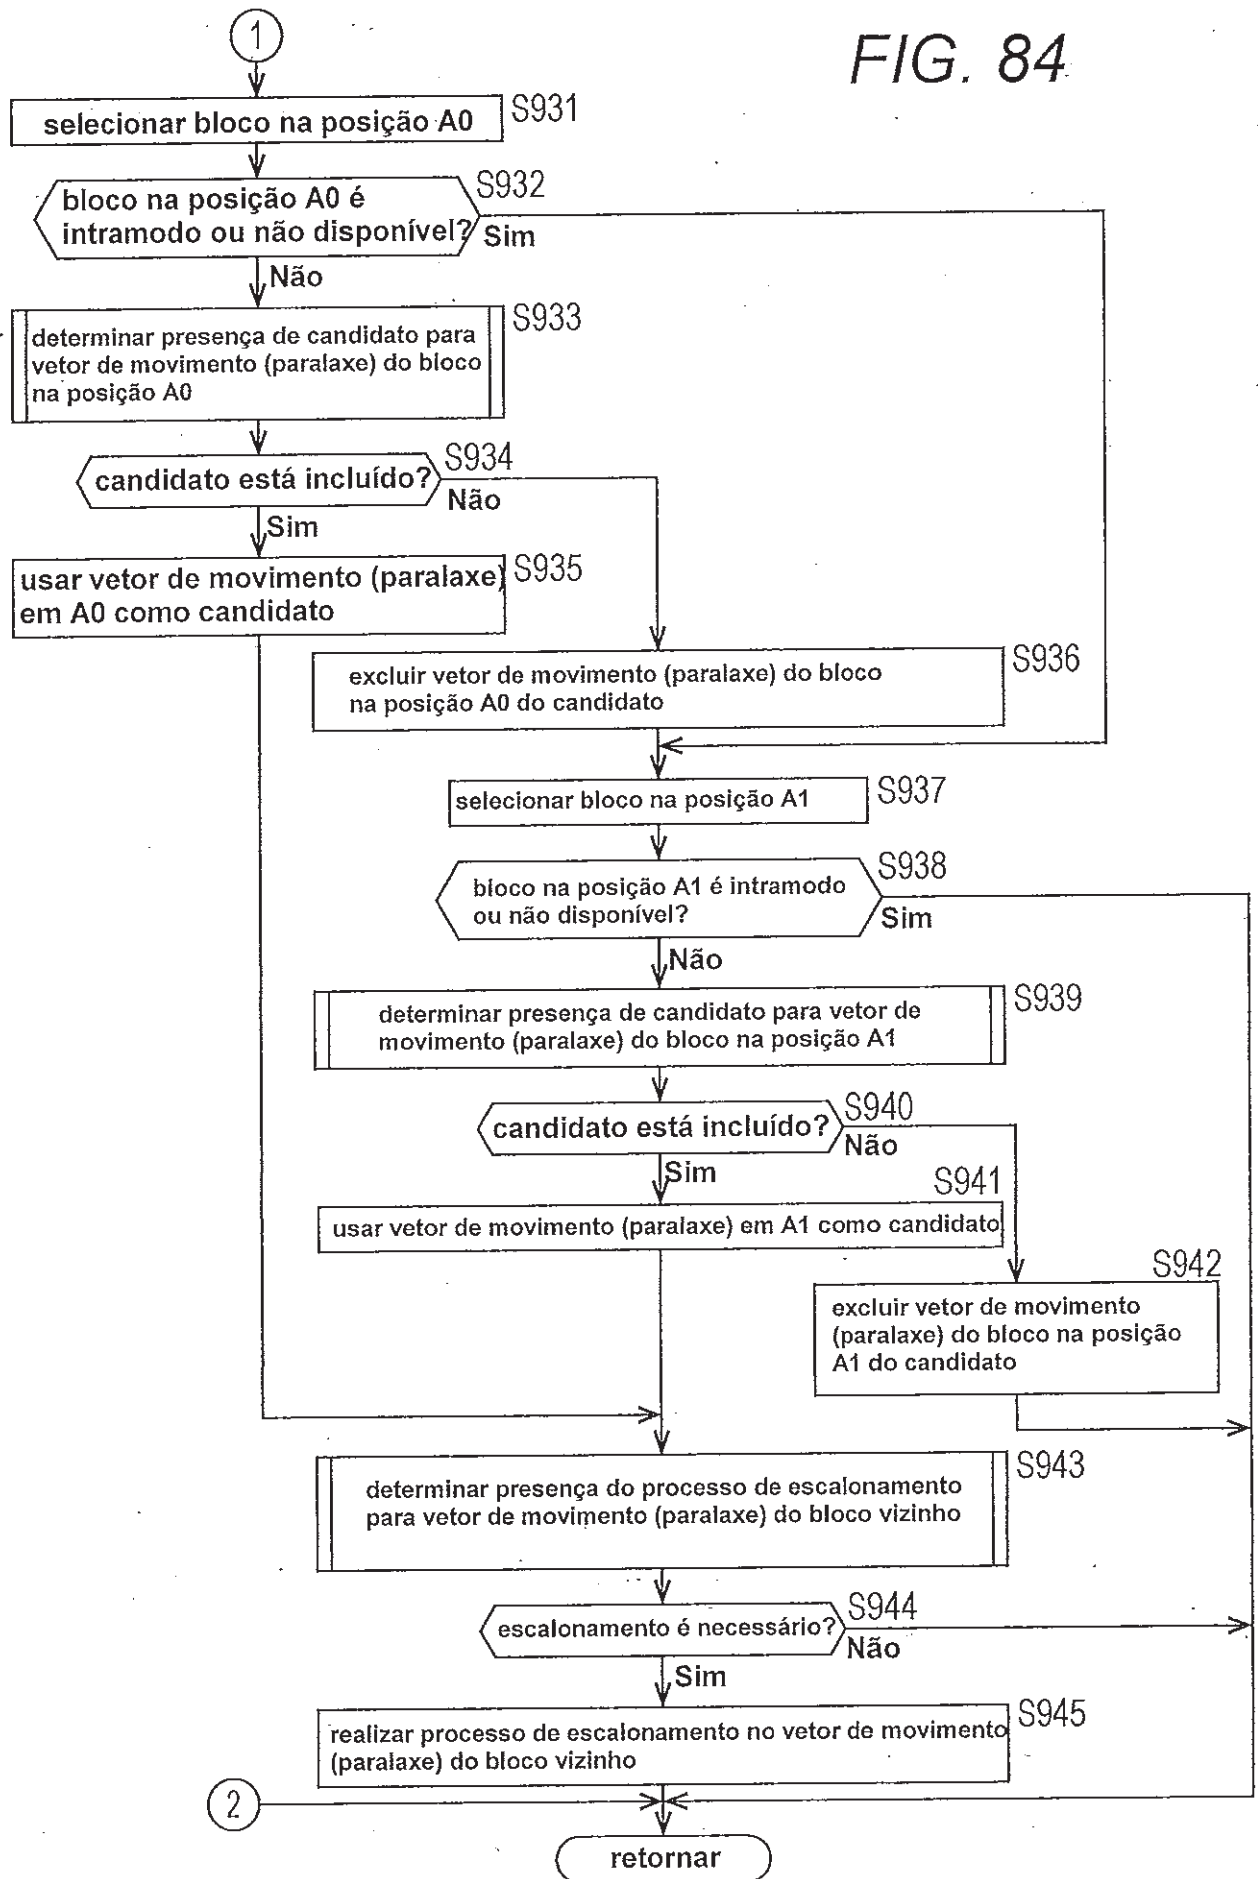 1
FIG. 84
selecionar bloco na posição A0
S931
bloco na posição A0 é
intramodo ou não disponível?
S932
Sim
Não
determinar presença de candidato para
vetor de movimento (paralaxe) do bloco
na posição A0
S933
candidato está incluído?
S934
Não
Sim
usar vetor de movimento (paralaxe)
em A0 como candidato
S935
excluir vetor de movimento (paralaxe) do bloco
na posição A0 do candidato
S936
selecionar bloco na posição A1
S937
bloco na posição A1 é intramodo
ou não disponível?
S938
Sim
Não
determinar presença de candidato para vetor de
movimento (paralaxe) do bloco na posição A1
S939
candidato está incluído?
S940
Não
Sim
S941
usar vetor de movimento (paralaxe) em A1 como candidato
S942
excluir vetor de movimento
(paralaxe) do bloco na posição
A1 do candidato
determinar presença do processo de escalonamento
para vetor de movimento (paralaxe) do bloco vizinho
S943
escalonamento é necessário?
S944
Não
Sim
realizar processo de escalonamento no vetor de movimento
(paralaxe) do bloco vizinho
S945
2
retornar